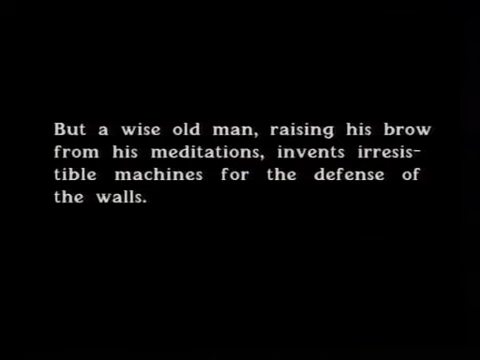 But a wise old man, raising his brow
from his meditations, invents irresis-
tible machines for the defense of
the walls.